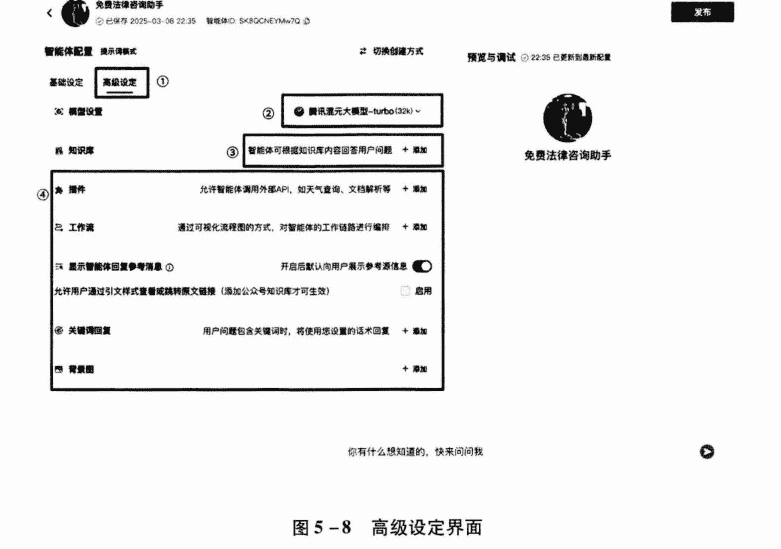 免费法律咨询助手
已保存 2025-03-08 22:35 智能体ID: SK8QCNEYMw7Q
发布
智能体配置 提示词模式 切换创建方式
预览与调试 22:35 已更新到最新配置
基础设定 高级设定 ①
模型设置 ② 腾讯混元大模型-turbo(32k)
知识库 ③ 智能体可根据知识库内容回答用户问题 + 添加
免费法律咨询助手
④ 插件 允许智能体调用外部API，如天气查询、文档解析等 + 添加
工作流 通过可视化流程图的方式，对智能体的工作链路进行编排 + 添加
显示智能体回复参考消息 开启后默认向用户展示参考源信息
允许用户通过引文样式查看或跳转原文链接（添加公众号知识库才可生效） 启用
关键词回复 用户问题包含关键词时，将使用您设置的话术回复 + 添加
背景图 + 添加
你有什么想知道的，快来问问我
图 5-8 高级设定界面